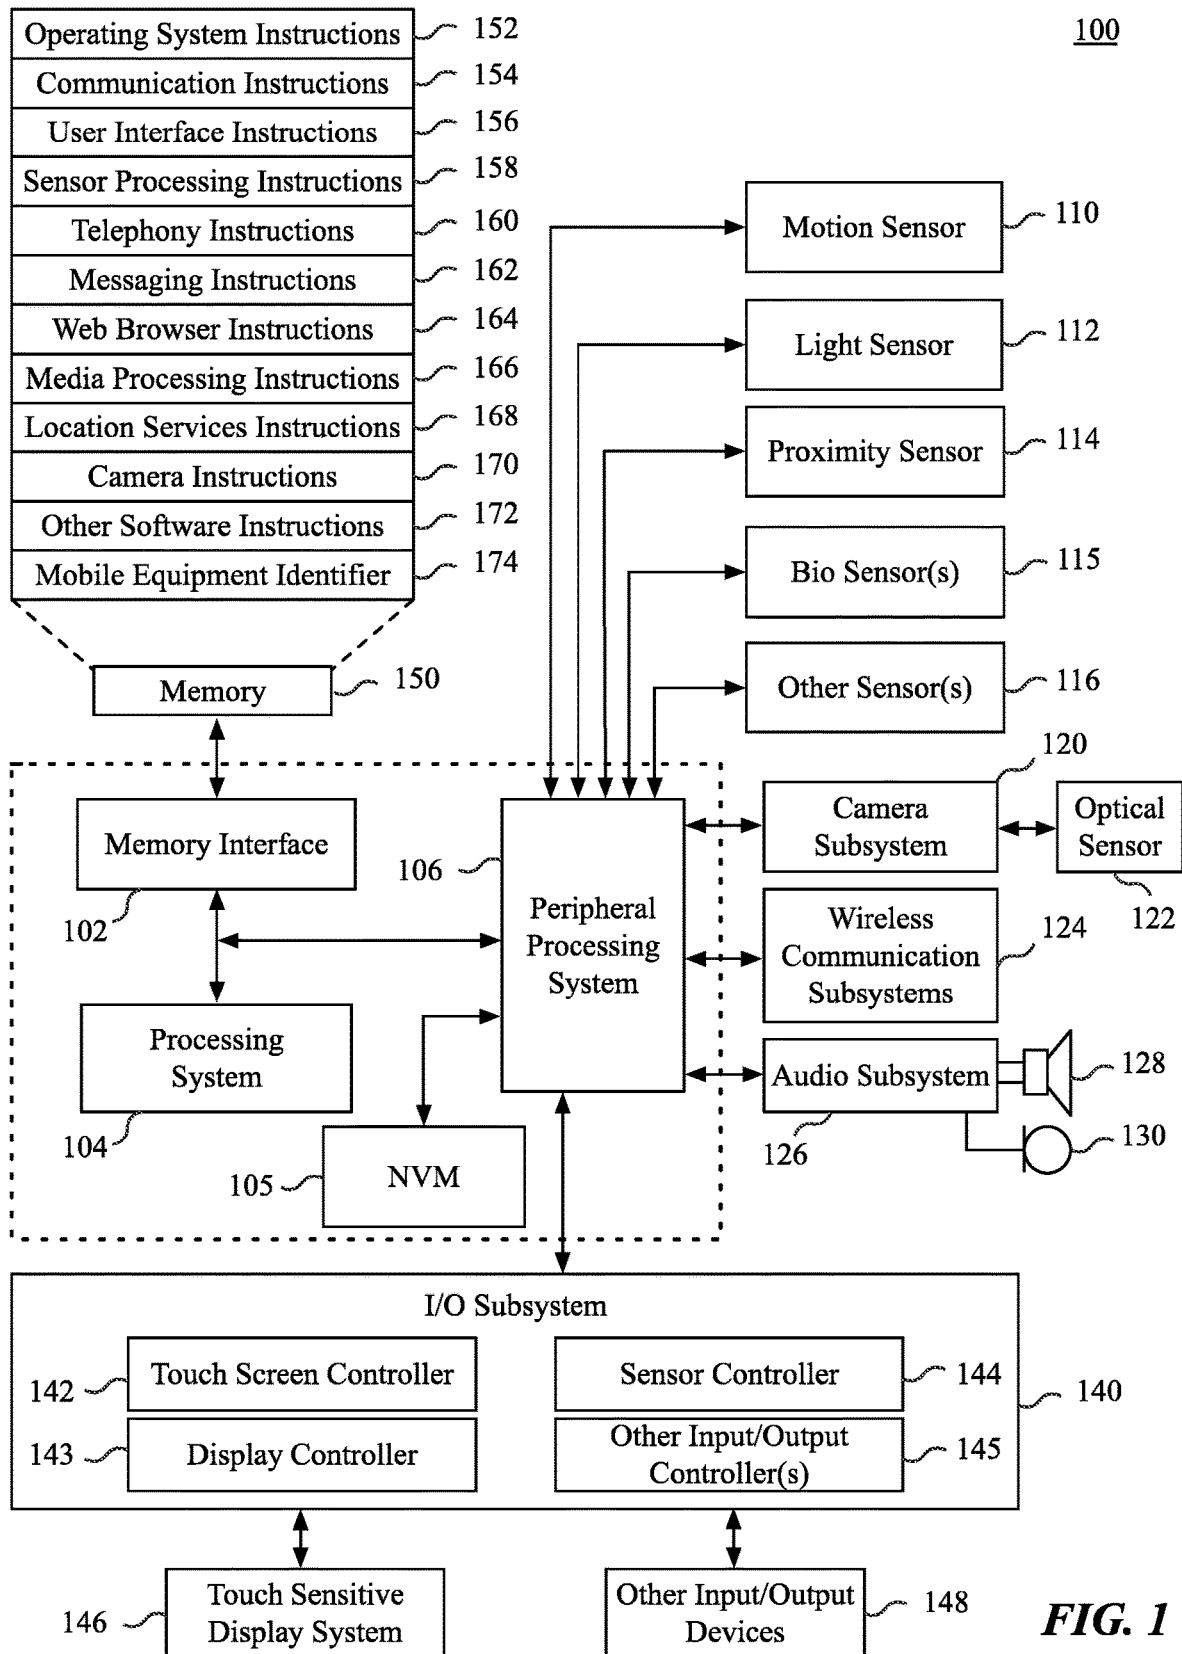 100
Operating System Instructions 152
Communication Instructions 154
User Interface Instructions 156
Sensor Processing Instructions 158
Telephony Instructions 160
Messaging Instructions 162
Web Browser Instructions 164
Media Processing Instructions 166
Location Services Instructions 168
Camera Instructions 170
Other Software Instructions 172
Mobile Equipment Identifier 174
Memory 150
Motion Sensor 110
Light Sensor 112
Proximity Sensor 114
Bio Sensor(s) 115
Other Sensor(s) 116
Memory Interface
102
Processing
System
104
NVM
105
106
Peripheral
Processing
System
120
Camera
Subsystem
Optical
Sensor
122
Wireless
Communication
Subsystems
124
Audio Subsystem
126
128
130
I/O Subsystem
140
142 Touch Screen Controller
Sensor Controller 144
143 Display Controller
Other Input/Output
Controller(s)
145
Touch Sensitive
Display System
146
Other Input/Output
Devices
148
FIG. 1